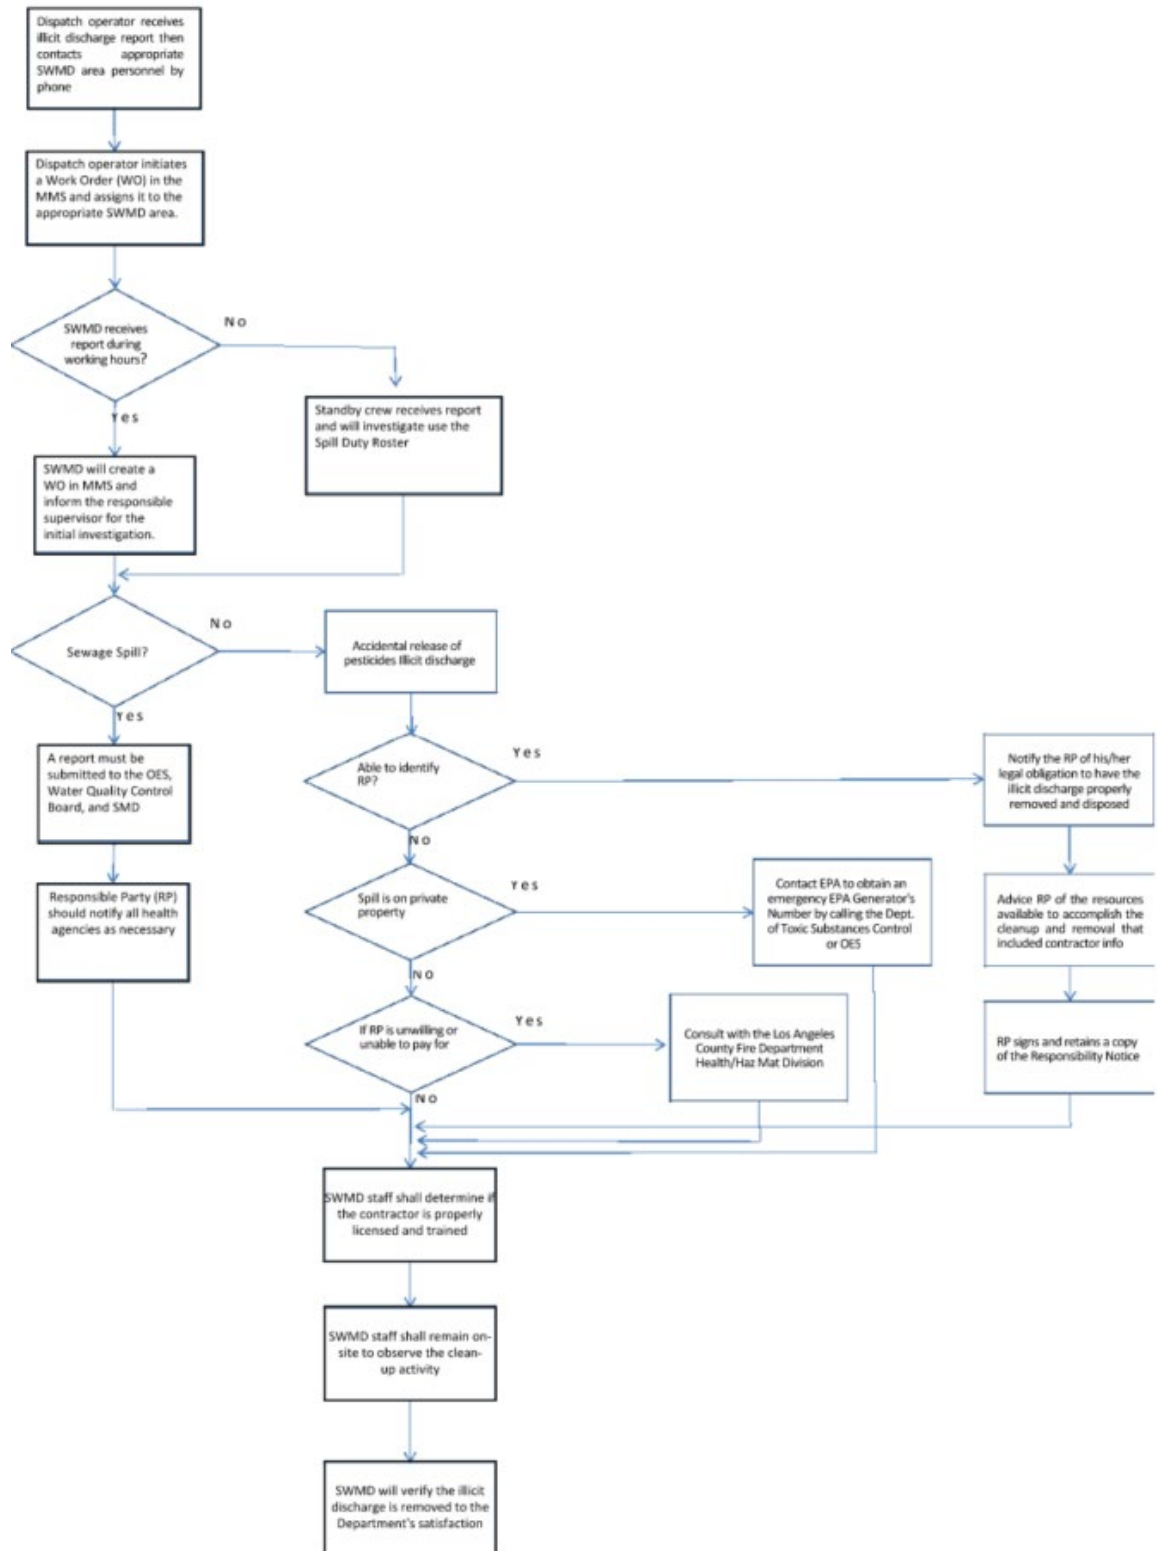 Dispatch operator receives
illicit discharge report then
contacts appropriate
SWMD area personnel by
phone
Dispatch operator initiates
a Work Order (WO) in the
MMS and assigns it to the
appropriate SWMD area.
SWMD receives
report during
working hours?
No
Yes
Standby crew receives report
and will investigate use the
Spill Duty Roster
SWMD will create a
WO in MMS and
inform the responsible
supervisor for the
initial investigation.
Sewage Spill?
No
Accidental release of
pesticides Illicit discharge
Yes
A report must be
submitted to the OES,
Water Quality Control
Board, and SMD
Able to identify
RP?
Yes
Notify the RP of his/her
legal obligation to have the
illicit discharge properly
removed and disposed
No
Responsible Party (RP)
should notify all health
agencies as necessary
Spill is on private
property
Yes
Contact EPA to obtain an
emergency EPA Generator's
Number by calling the Dept.
of Toxic Substances Control
or OES
Advice RP of the resources
available to accomplish the
cleanup and removal that
included contractor info
No
If RP is unwilling or
unable to pay for
Yes
Consult with the Los Angeles
County Fire Department
Health/Haz Mat Division
RP signs and retains a copy
of the Responsibility Notice
No
SWMD staff shall determine if
the contractor is properly
licensed and trained
SWMD staff shall remain on-
site to observe the clean-
up activity
SWMD will verify the illicit
discharge is removed to the
Department's satisfaction